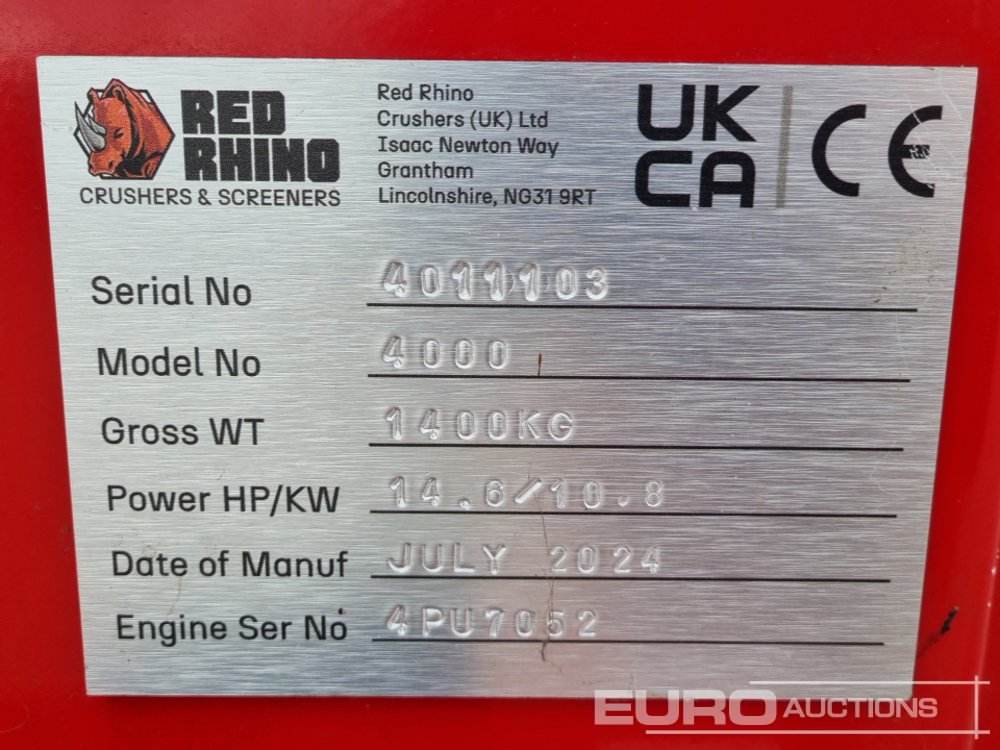 RED
RHINO
CRUSHERS & SCREENERS
Red Rhino
Crushers (UK) Ltd
Isaac Newton Way
Grantham
Lincolnshire, NG31 9RT
UK
CA
CE
Serial No 4011103
Model No 4000
Gross WT 1400KG
Power HP/KW 14.6/10.8
Date of Manuf JULY 2024
Engine Ser No 4PU7052
EURO AUCTIONS